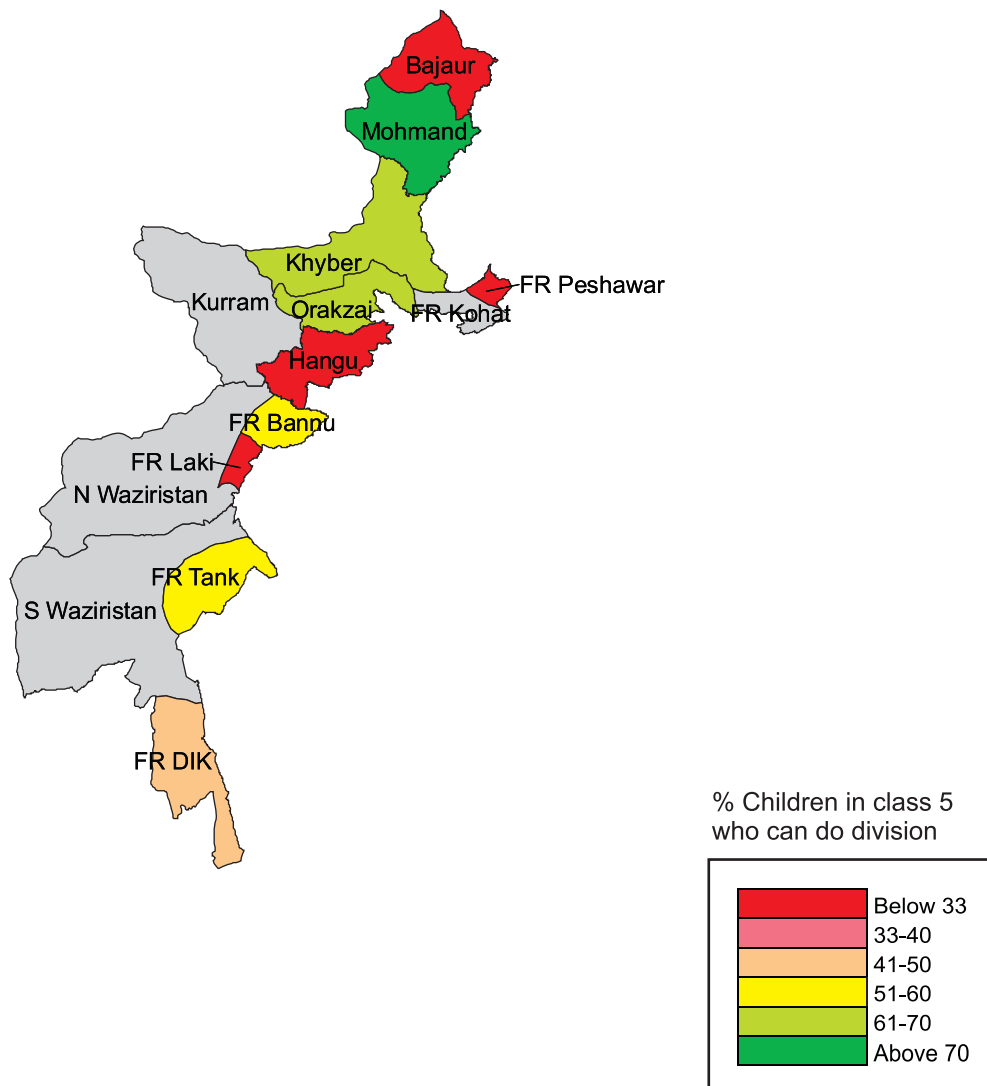 Bajaur
Mohmand
Khyber
FR Peshawar
Kurram
Orakzai
FR Kohat
Hangu
FR Bannu
FR Laki
N Waziristan
FR Tank
S Waziristan
FR DIK
% Children in class 5
who can do division
Below 33
33-40
41-50
51-60
61-70
Above 70